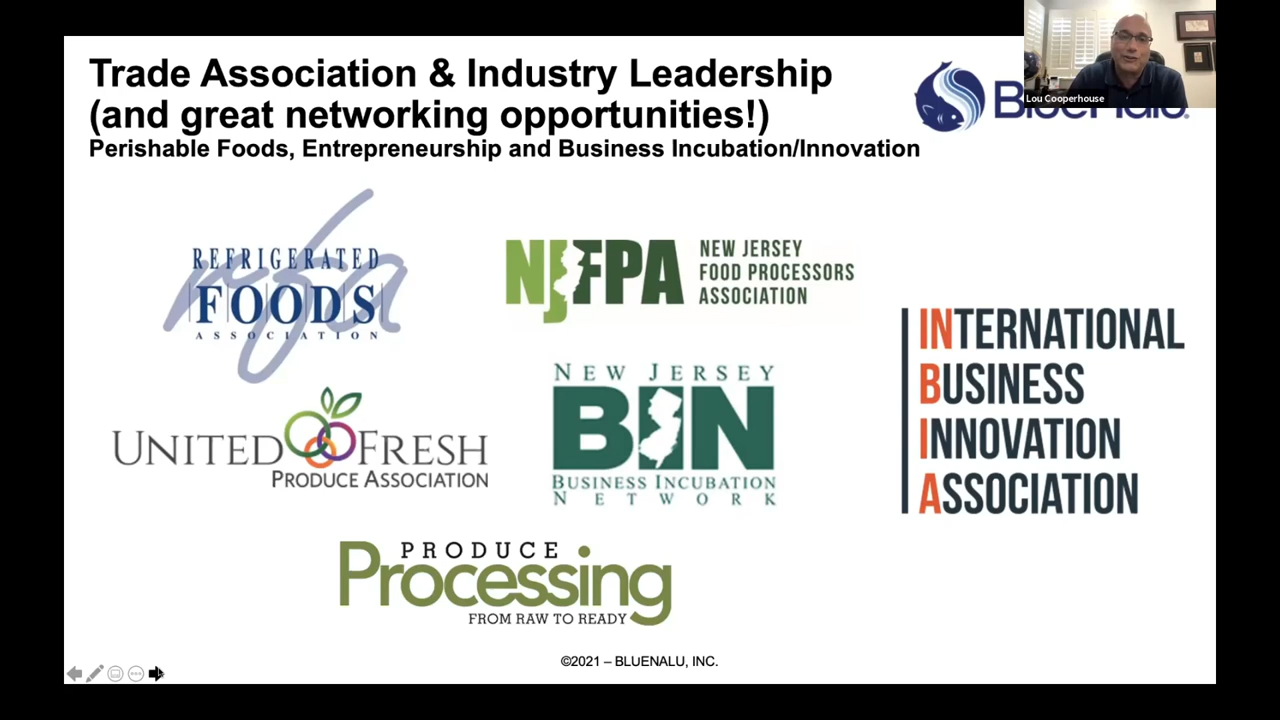 Trade Association & Industry Leadership
(and great networking opportunities!)
Perishable Foods, Entrepreneurship and Business Incubation/Innovation
Lou Cooperhouse
REFRIGERATED
FOODS
ASSOCIATION
rfa
NJFPA
NEW JERSEY
FOOD PROCESSORS
ASSOCIATION
UNITED FRESH
PRODUCE ASSOCIATION
NEW JERSEY
BIN
BUSINESS INCUBATION
NETWORK
INTERNATIONAL
BUSINESS
INNOVATION
ASSOCIATION
PRODUCE
Processing
FROM RAW TO READY
©2021 – BLUENALU, INC.